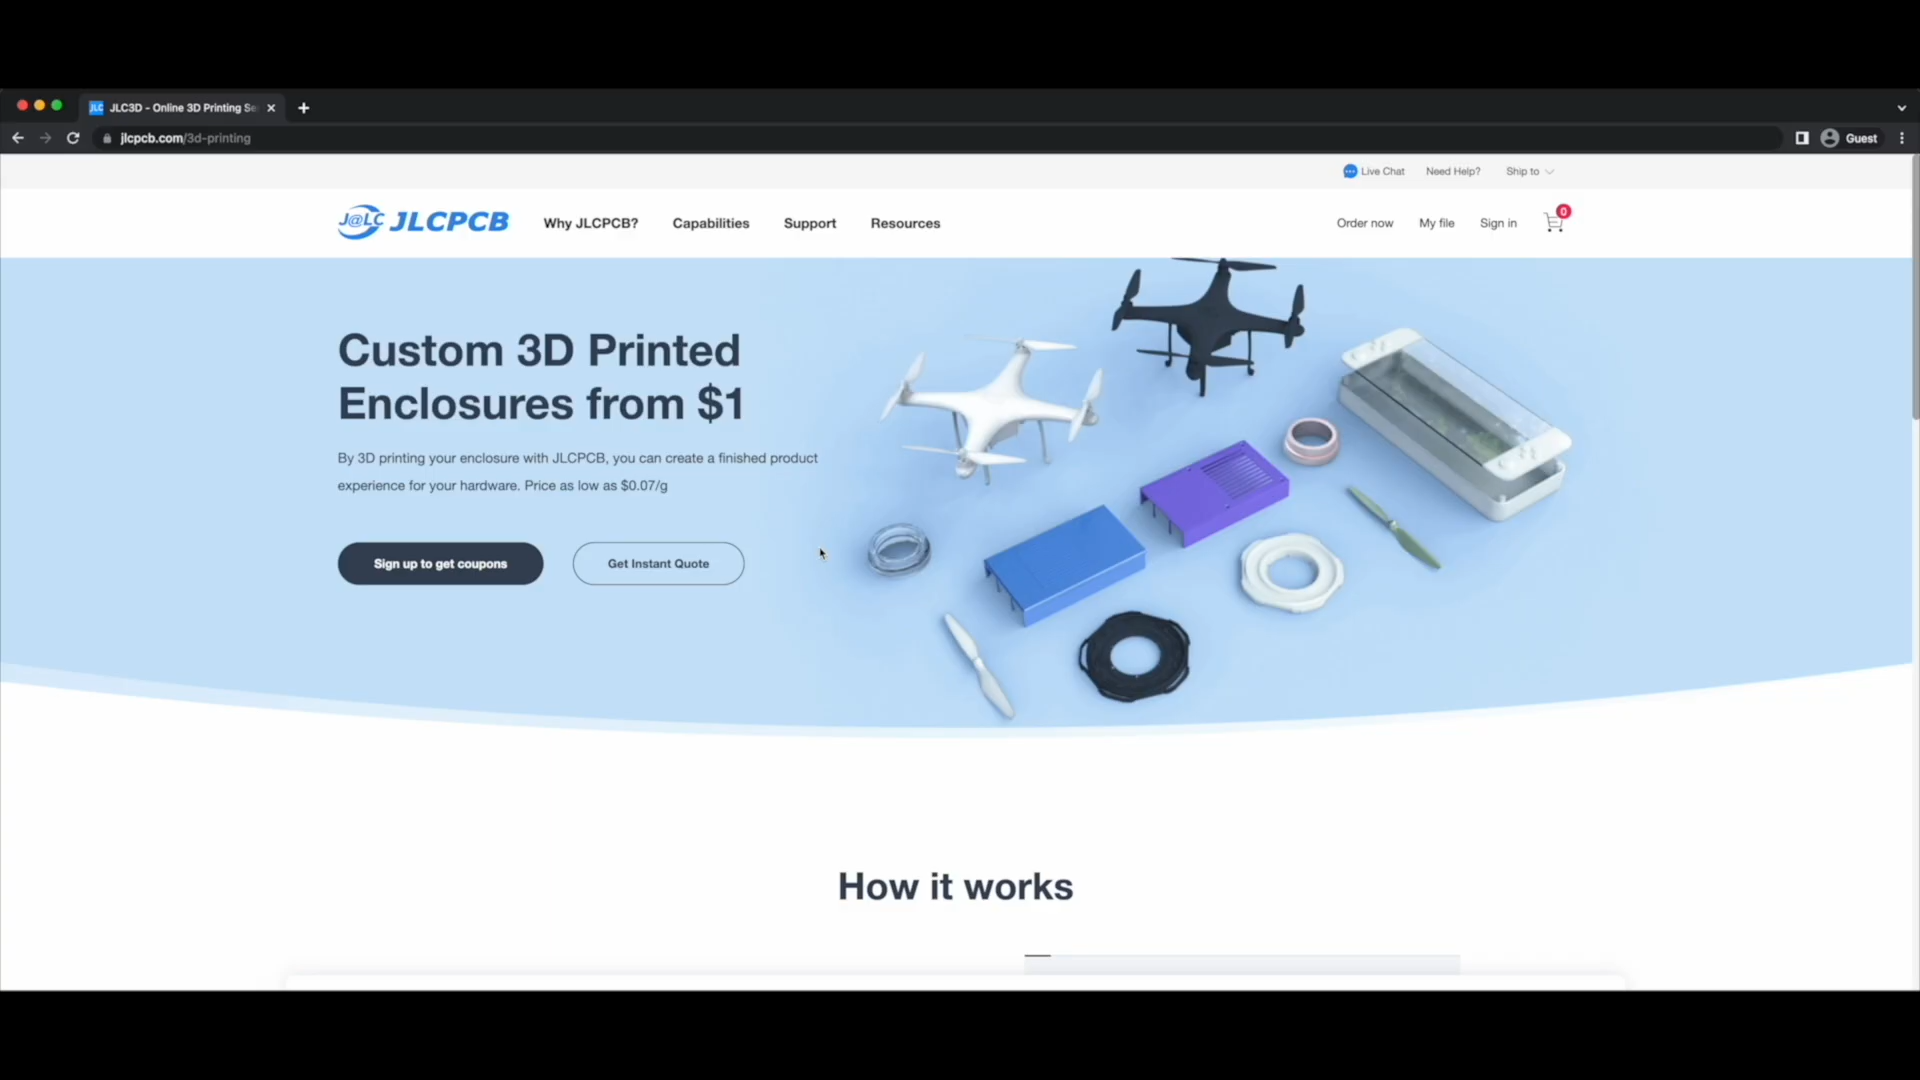 JLC JLC3D - Online 3D Printing Se
jlcpcb.com/3d-printing
Guest
Live Chat Need Help? Ship to
J@LC JLCPCB Why JLCPCB? Capabilities Support Resources Order now My file Sign in 0
Custom 3D Printed
Enclosures from $1
By 3D printing your enclosure with JLCPCB, you can create a finished product
experience for your hardware. Price as low as $0.07/g
Sign up to get coupons Get Instant Quote
How it works